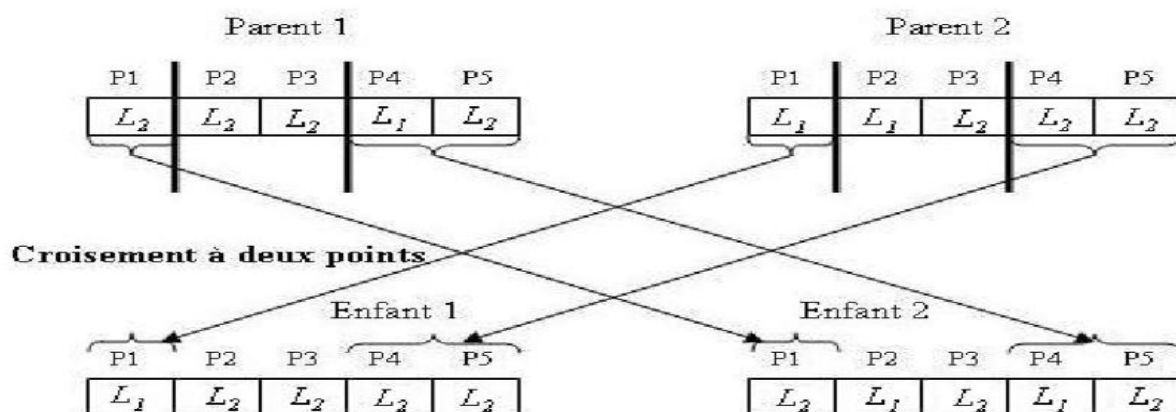 Parent 1 Parent 2
P1 P2 P3 P4 P5 P1 P2 P3 P4 P5
L2 L2 L2 L1 L2 L1 L1 L2 L2 L2
Croisement à deux points
Enfant 1 Enfant 2
P1 P2 P3 P4 P5 P1 P2 P3 P4 P5
L1 L2 L2 L2 L2 L2 L1 L2 L1 L2